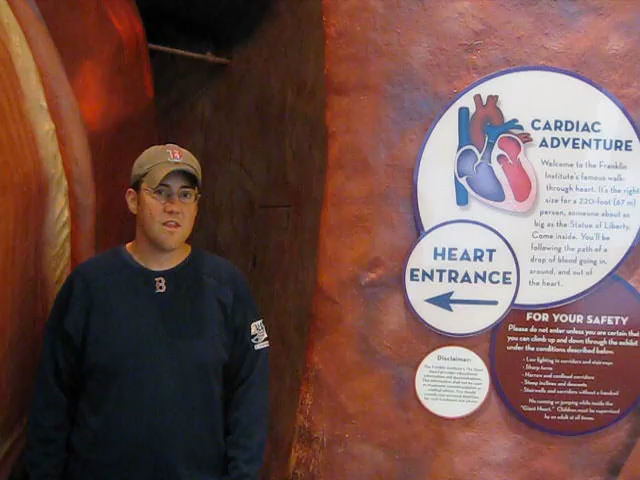 B
B
CARDIAC
ADVENTURE
Welcome to the Franklin
Institute's famous walk-
through heart. It's the right
size for a 220-foot (67 m)
person, someone about as
big as the Statue of Liberty.
Come inside. You'll be
following the path of a
drop of blood going in,
around, and out of
the heart.
HEART
ENTRANCE
FOR YOUR SAFETY
Please do not enter unless you are certain that
you can climb up and down through the exhibit
under the conditions described below:
- Low lighting in corridors and stairways
- Sharp turns
- Narrow and confined corridors
- Steep inclines and descents
- Stairwells and corridors without a handrail
No running or jumping while inside the
"Giant Heart." Children must be supervised
by an adult at all times.
Disclaimer: